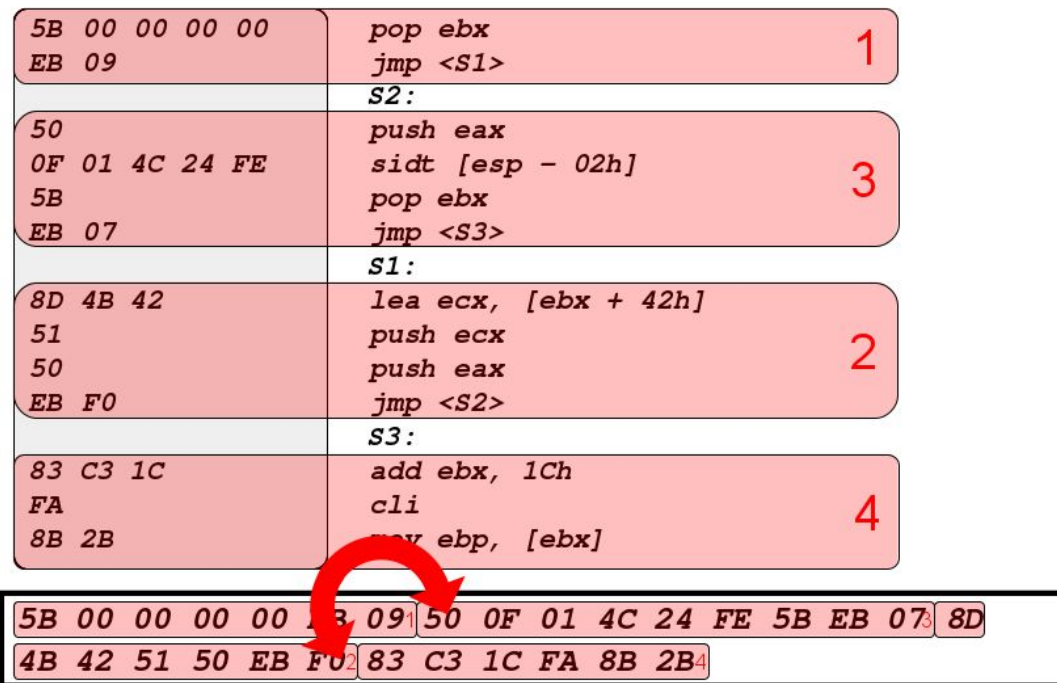 5B 00 00 00 00 pop ebx
EB 09 jmp <S1>
1
S2:
50 push eax
0F 01 4C 24 FE sidt [esp - 02h]
3
5B pop ebx
EB 07 jmp <S3>
S1:
8D 4B 42 lea ecx, [ebx + 42h]
51 push ecx
2
50 push eax
EB F0 jmp <S2>
S3:
83 C3 1C add ebx, 1Ch
FA cli
4
8B 2B ebp, [ebx]
5B 00 00 00 00 09 1 50 0F 01 4C 24 FE 5B EB 07 3 8D
4B 42 51 50 EB F0 2 83 C3 1C FA 8B 2B 4